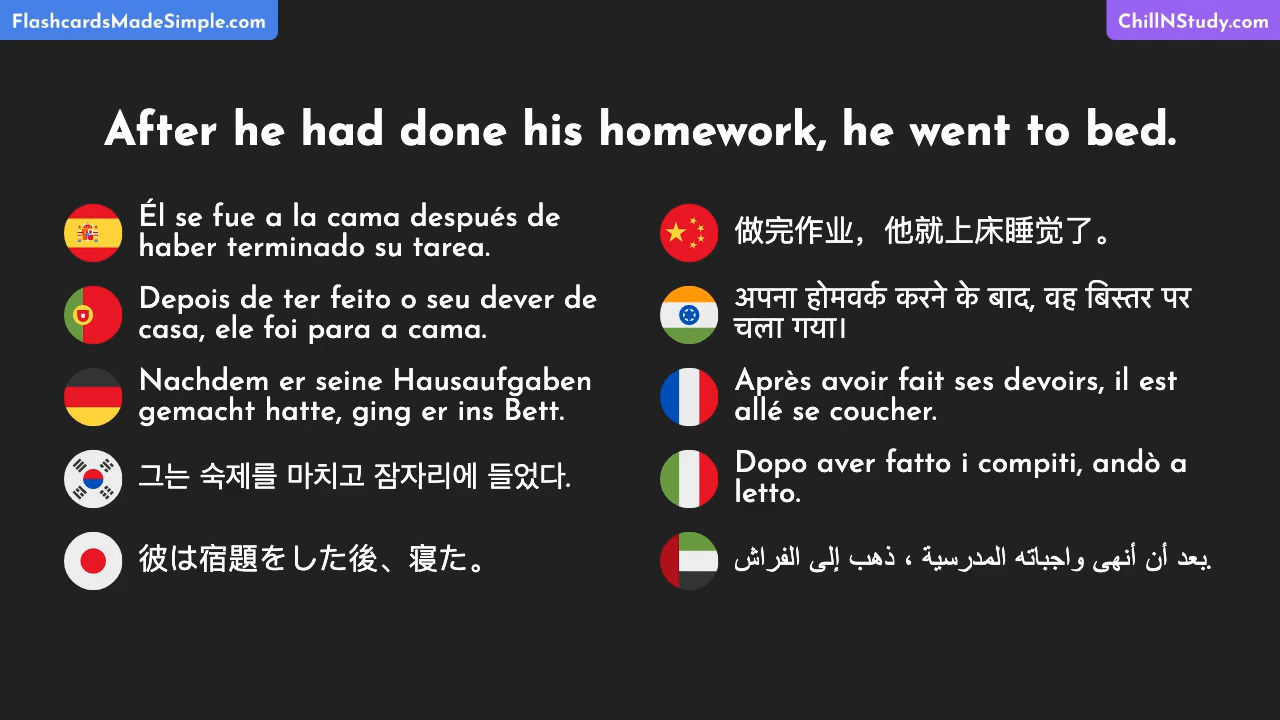 FlashcardsMadeSimple.com
ChillNStudy.com
After he had done his homework, he went to bed.
Él se fue a la cama después de
haber terminado su tarea.
Depois de ter feito o seu dever de
casa, ele foi para a cama.
Nachdem er seine Hausaufgaben
gemacht hatte, ging er ins Bett.
그는 숙제를 마치고 잠자리에 들었다.
彼は宿題をした後、寝た。
做完作业，他就上床睡觉了。
अपना होमवर्क करने के बाद, वह बिस्तर पर
चला गया।
Après avoir fait ses devoirs, il est
allé se coucher.
Dopo aver fatto i compiti, andò a
letto.
بعد أن أنهى واجباته المدرسية ، ذهب إلى الفراش.